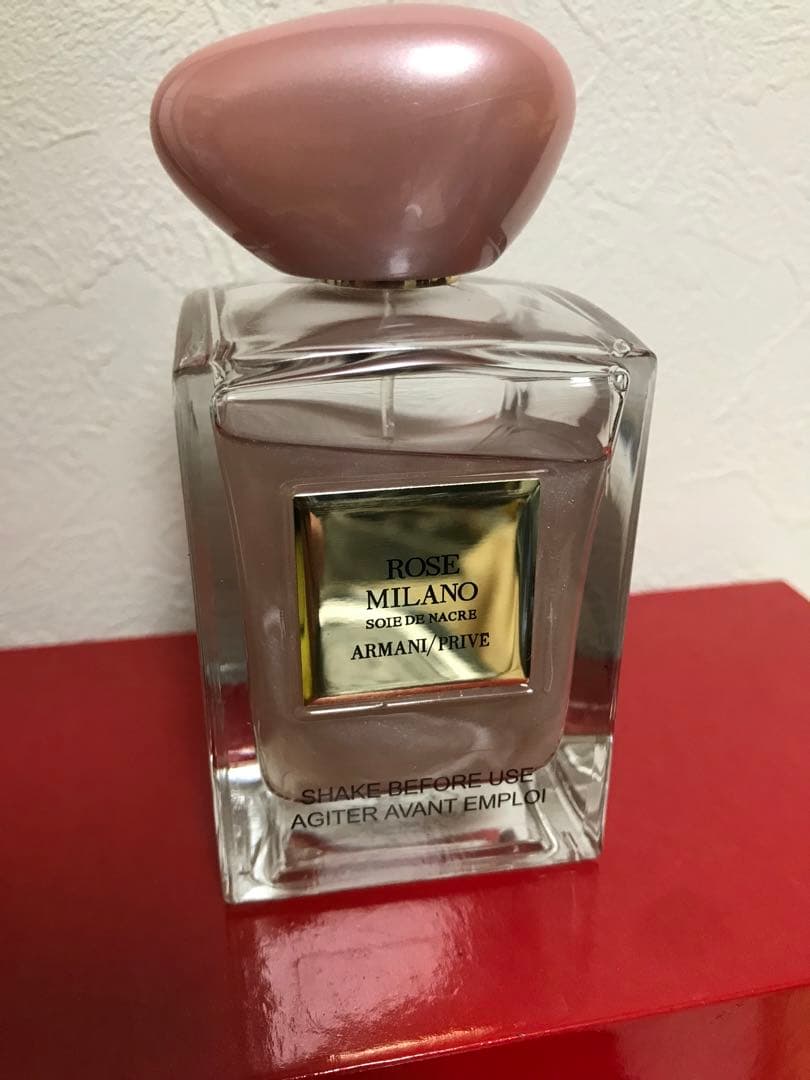 ROSE
MILANO
SOIE DE NACRE
ARMANI/PRIVE
SHAKE BEFORE USE
AGITER AVANT EMPLOI